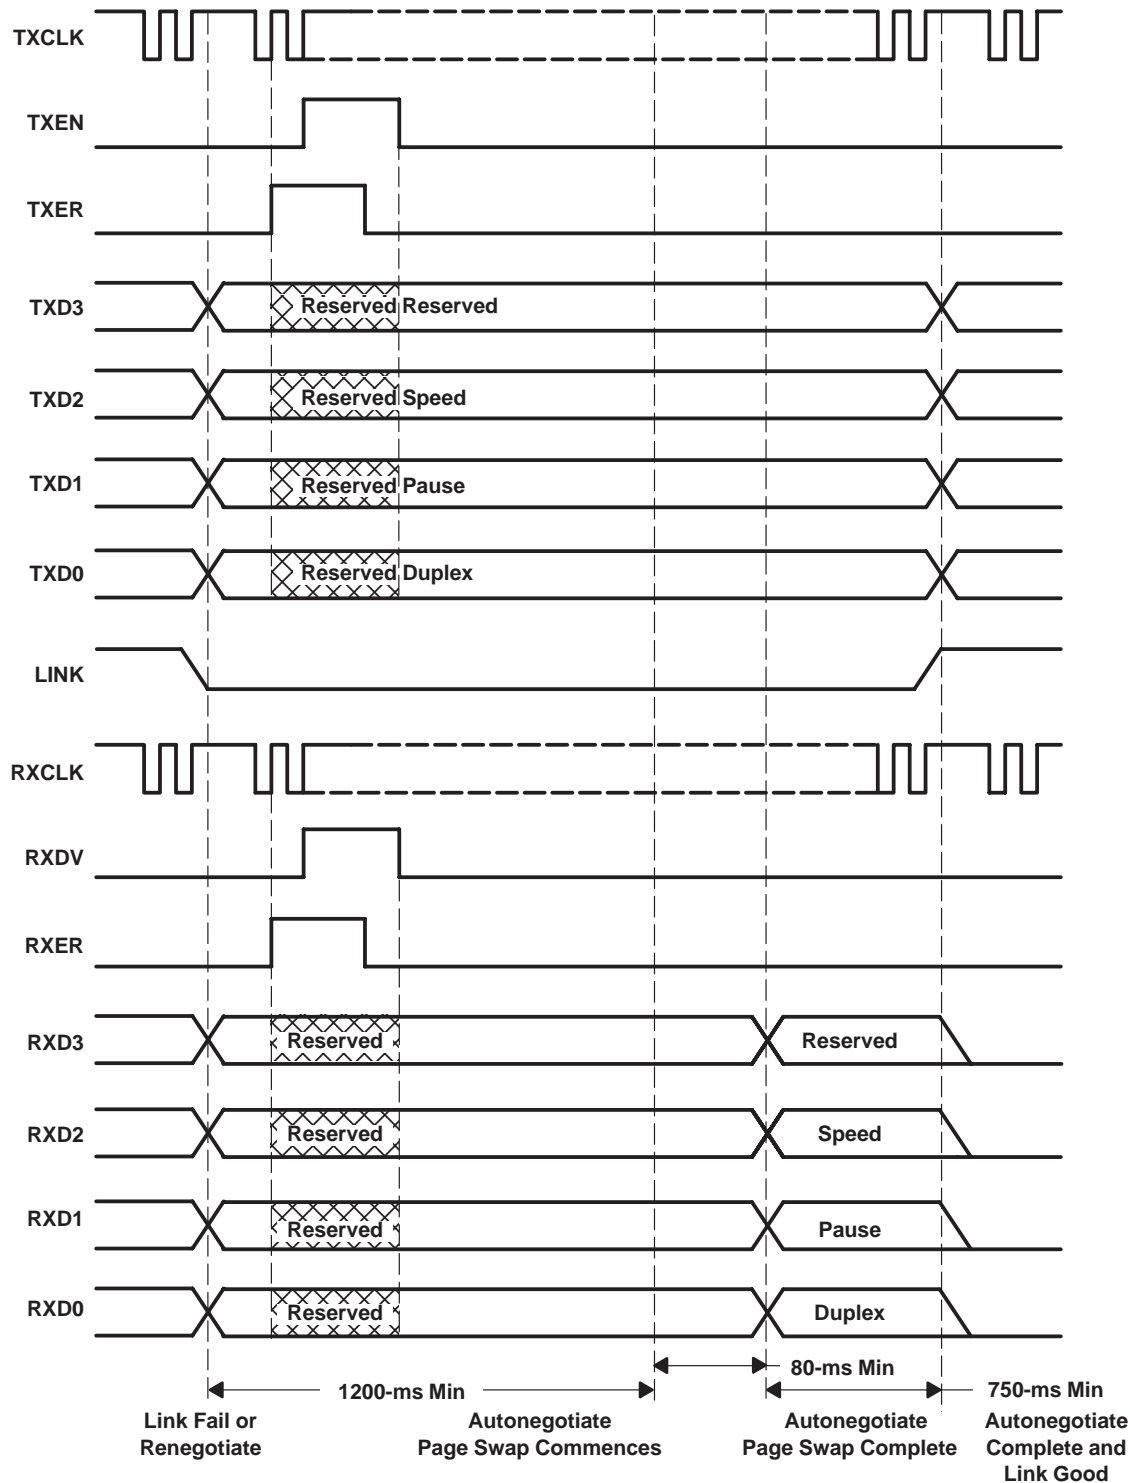 TXCLK
TXEN
TXER
TXD3
Reserved Reserved
TXD2
Reserved Speed
TXD1
Reserved Pause
TXD0
Reserved Duplex
LINK
RXCLK
RXDV
RXER
RXD3
Reserved
Reserved
RXD2
Reserved
Speed
RXD1
Reserved
Pause
RXD0
Reserved
Duplex
80-ms Min
1200-ms Min
750-ms Min
Link Fail or
Renegotiate
Autonegotiate
Page Swap Commences
Autonegotiate
Page Swap Complete
Autonegotiate
Complete and
Link Good